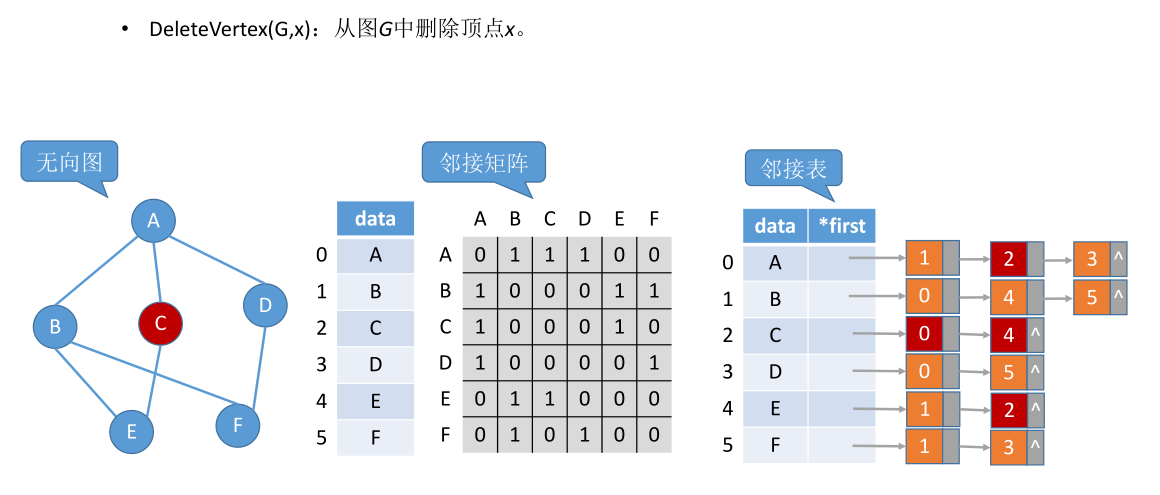 • DeleteVertex(G,x)：从图G中删除顶点x。
无向图
A
B
C
D
E
F
邻接矩阵
data
0 A
1 B
2 C
3 D
4 E
5 F
A B C D E F
A 0 1 1 1 0 0
B 1 0 0 0 1 1
C 1 0 0 0 1 0
D 1 0 0 0 0 1
E 0 1 1 0 0 0
F 0 1 0 1 0 0
邻接表
data *first
0 A 1 2 3 ^
1 B 0 4 5 ^
2 C 0 4 ^
3 D 0 5 ^
4 E 1 2 ^
5 F 1 3 ^